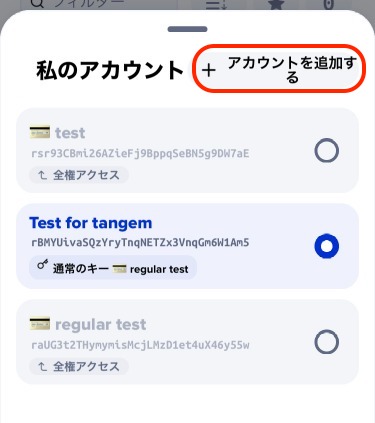 フィルター
私のアカウント
+ アカウントを追加す
る
test
rsr93CBmi26AZieFj9BppqSeBN5g9DW7aE
全権アクセス
Test for tangem
rBMYUivaSQzYryTnqNETZx3VnqGm6W1Am5
通常のキー regular test
regular test
raUG3t2THymymisMcjLMzD1et4uX46y55w
全権アクセス